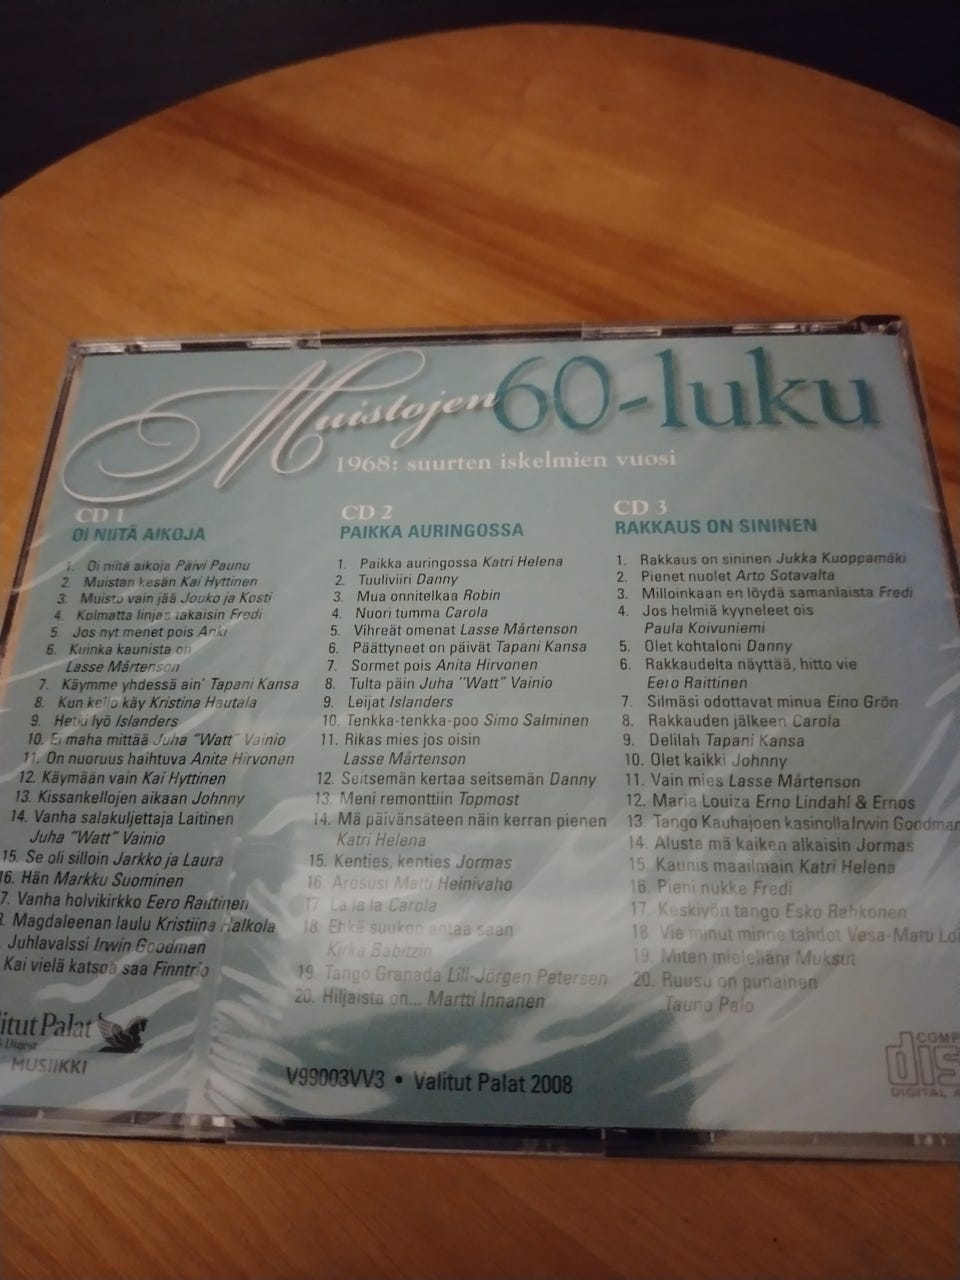 Muistojen 60-luku
1968: suurten iskelmien vuosi
CD 1
OI NIITÄ AIKOJA
1. Oi niitä aikoja Päivi Paunu
2. Muistan kesän Kai Hyttinen
3. Muisto vain jää Jouko ja Kosti
4. Kolmatta linjaa takaisin Fredi
5. Jos nyt menet pois Anki
6. Kuinka kaunista on
Lasse Mårtenson
7. Käymme yhdessä ain' Tapani Kansa
8. Kun kello käy Kristina Hautala
9. Hetki lyö Islanders
10. Ei maha mittää Juha "Watt" Vainio
11. On nuoruus haihtuva Anita Hirvonen
12. Käymään vain Kai Hyttinen
13. Kissankellojen aikaan Johnny
14. Vanha salakuljettaja Laitinen
Juha "Watt" Vainio
15. Se oli silloin Jarkko ja Laura
16. Hän Markku Suominen
7. Vanha holvikirkko Eero Raittinen
Magdaleenan laulu Kristiina Halkola
Juhlavalssi Irwin Goodman
Kai vielä katsoa saa Finntrio
CD 2
PAIKKA AURINGOSSA
1. Paikka auringossa Katri Helena
2. Tuuliviiri Danny
3. Mua onnitelkaa Robin
4. Nuori tumma Carola
5. Vihreät omenat Lasse Mårtenson
6. Päättyneet on päivät Tapani Kansa
7. Sormet pois Anita Hirvonen
8. Tulta päin Juha "Watt" Vainio
9. Leijat Islanders
10. Tenkka-tenkka-poo Simo Salminen
11. Rikas mies jos oisin
Lasse Mårtenson
12. Seitsemän kertaa seitsemän Danny
13. Meni remonttiin Topmost
14. Mä päivänsäteen näin kerran pienen
Katri Helena
15. Kenties, kenties Jormas
16. Arosusi Matti Heinivaho
17 La la la Carola
18. Ehkä suukon antaa saan
Kirka Babitzin
19. Tango Granada Lill-Jörgen Petersen
20. Hiljaista on... Martti Innanen
CD 3
RAKKAUS ON SININEN
1. Rakkaus on sininen Jukka Kuoppamäki
2. Pienet nuolet Arto Sotavalta
3. Milloinkaan en löydä samanlaista Fredi
4. Jos helmiä kyyneleet ois
Paula Koivuniemi
5. Olet kohtaloni Danny
6. Rakkaudelta näyttää, hitto vie
Eero Raittinen
7. Silmäsi odottavat minua Eino Grön
8. Rakkauden jälkeen Carola
9. Delilah Tapani Kansa
10. Olet kaikki Johnny
11. Vain mies Lasse Mårtenson
12. Maria Louiza Erno Lindahl & Ernos
13. Tango Kauhajoen kasinolla Irwin Goodman
14. Alusta mä kaiken alkaisin Jormas
15. Kaunis maailmain Katri Helena
16. Pieni nukke Fredi
17. Keskiyön tango Esko Rahkonen
18. Vie minut minne tahdot Vesa-Matti Loi
19. Miten mielelläni Muksut
20. Ruusu on punainen
Tauno Palo
litut Palat
Digest
MUSIIKKI
V99003VV3 • Valitut Palat 2008
COMP
dis
DIGITAL A